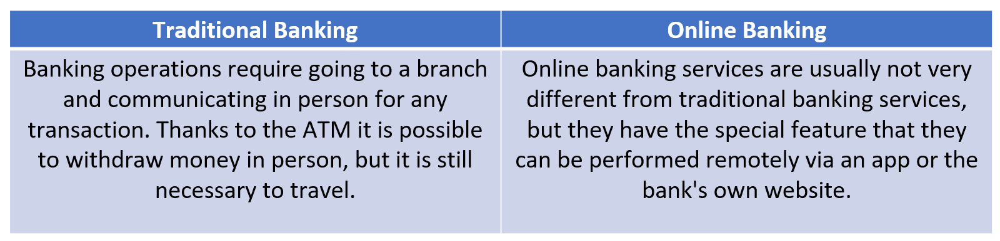 Traditional Banking
Online Banking
Banking operations require going to a branch
and communicating in person for any
transaction. Thanks to the ATM it is possible
to withdraw money in person, but it is still
necessary to travel.
Online banking services are usually not very
different from traditional banking services,
but they have the special feature that they
can be performed remotely via an app or the
bank's own website.